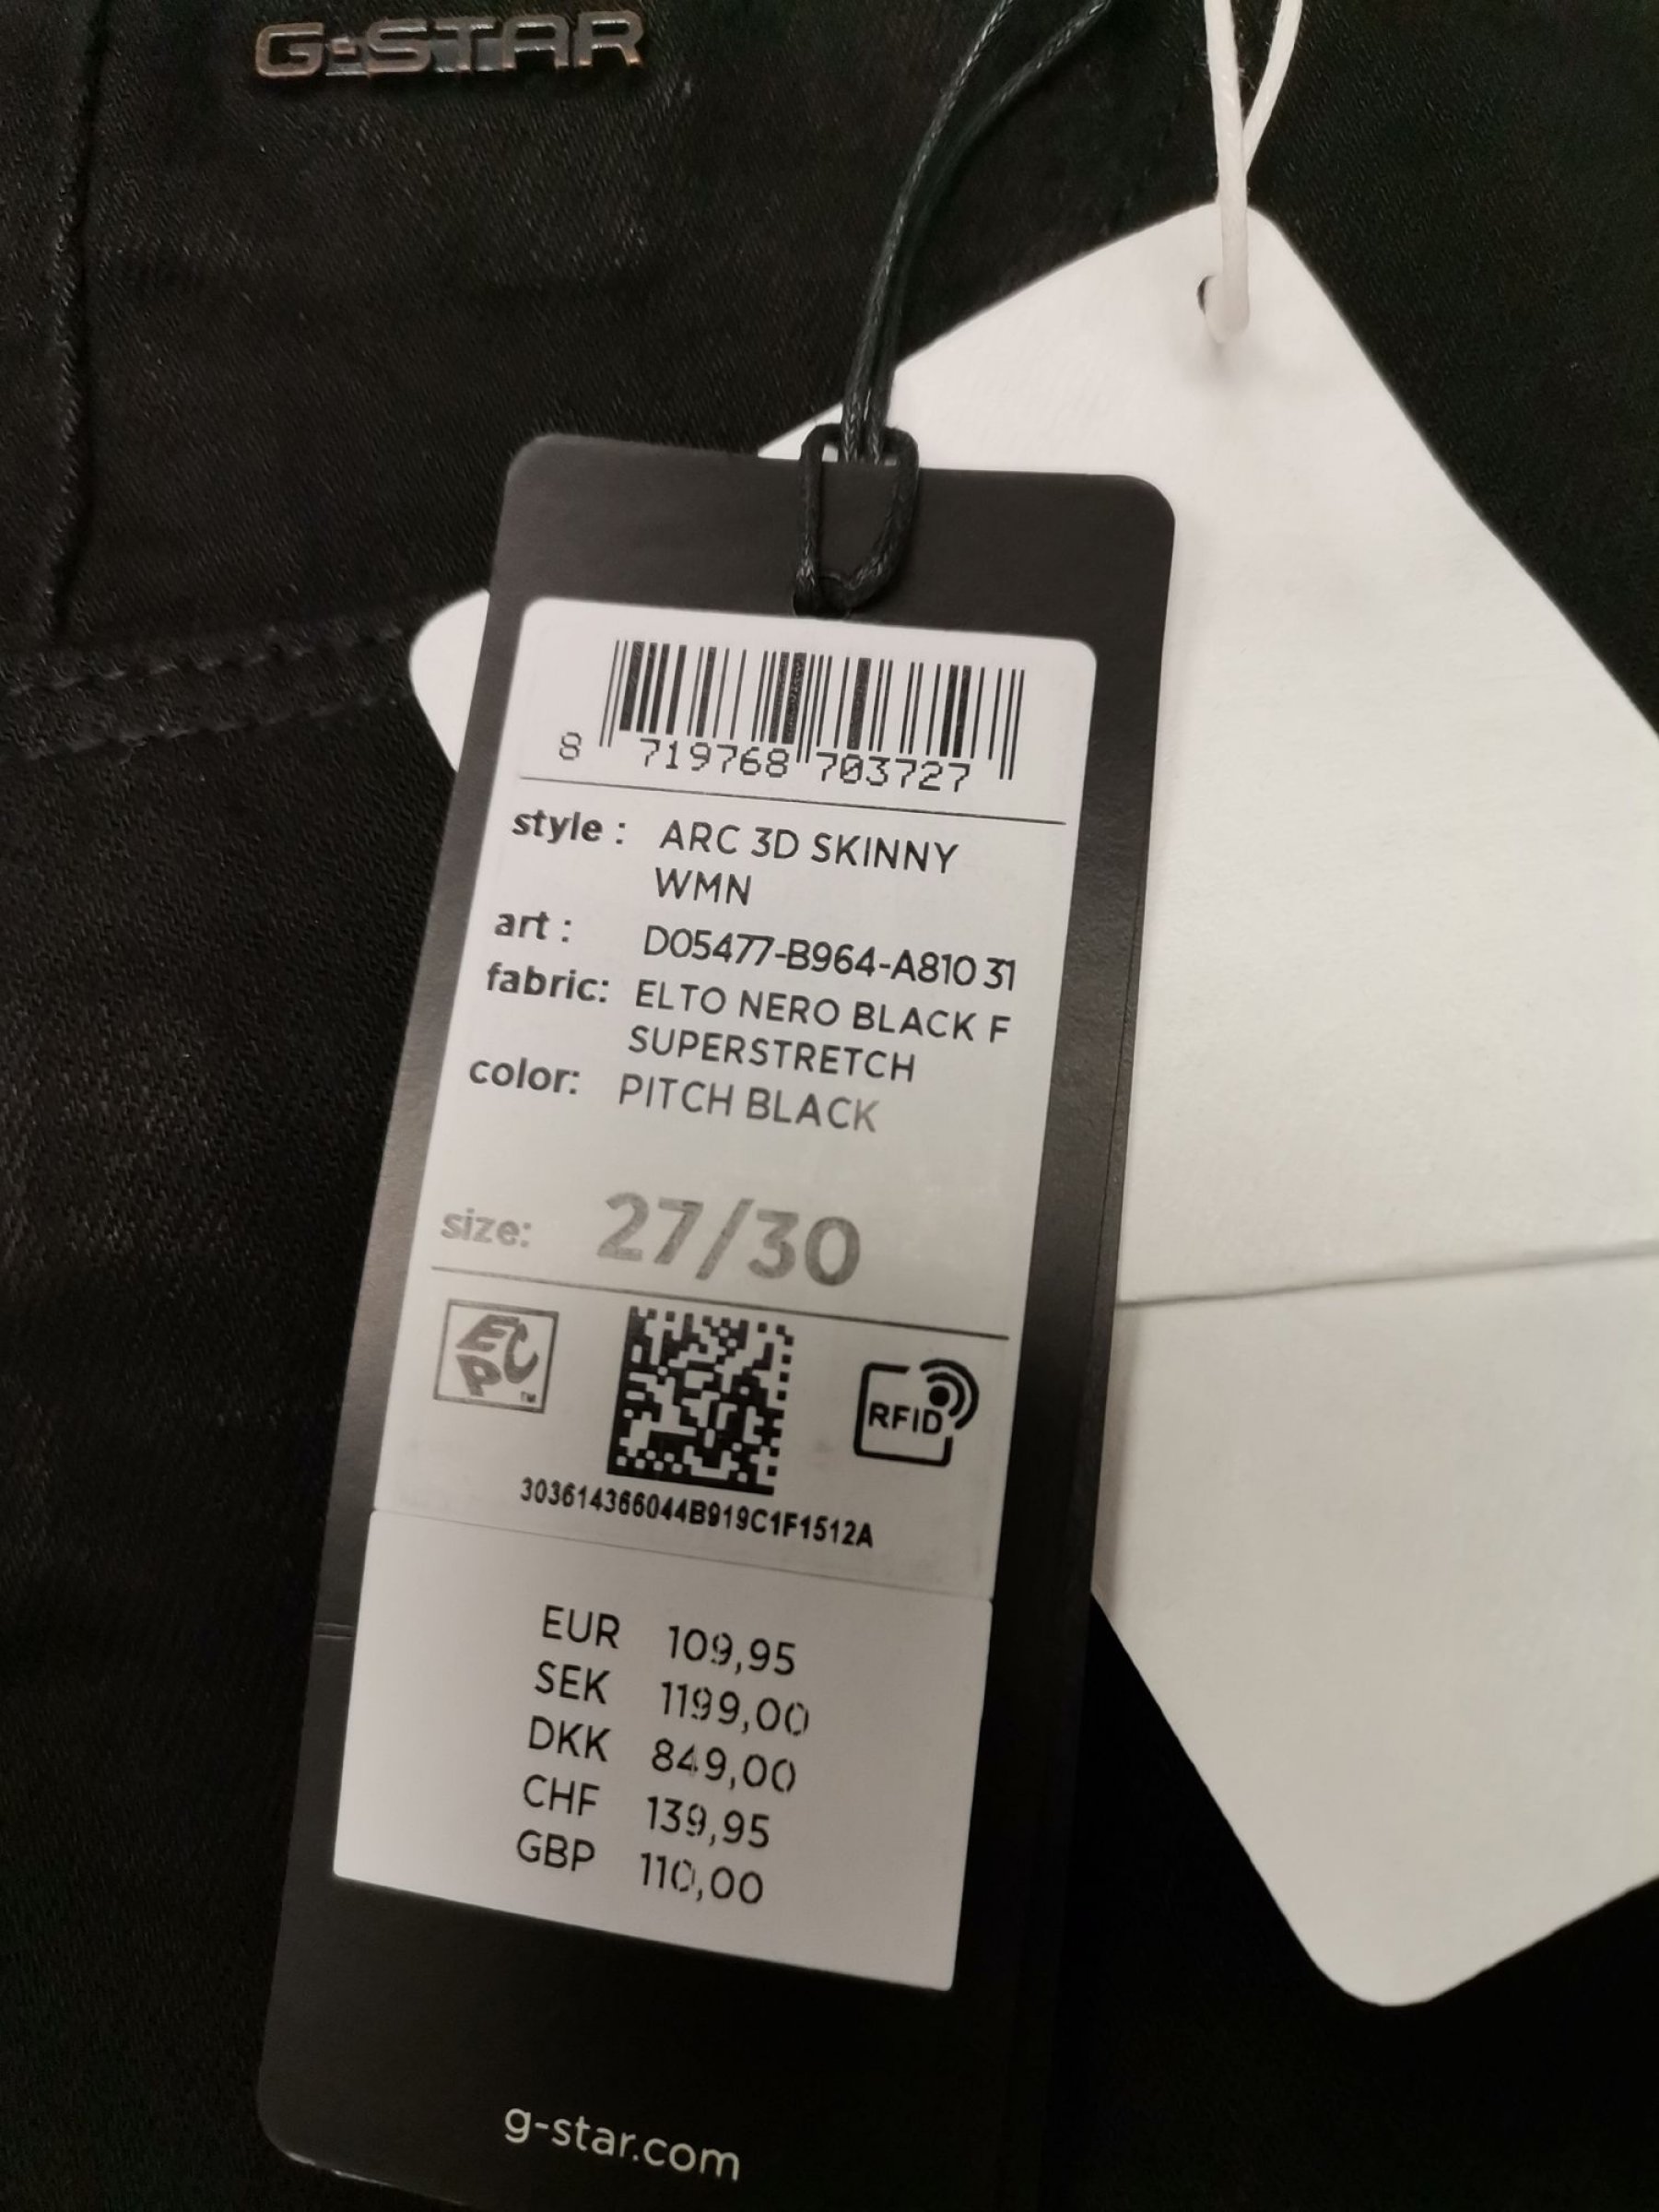 G-STAR
8 719768 703727
style : ARC 3D SKINNY
WMN
art : D05477-B964-A810 31
fabric: ELTO NERO BLACK F
SUPERSTRETCH
color: PITCH BLACK
size: 27/30
EPC TM
RFID
303614366044B919C1F1512A
EUR 109,95
SEK 1199,00
DKK 849,00
CHF 139,95
GBP 110,00
g-star.com